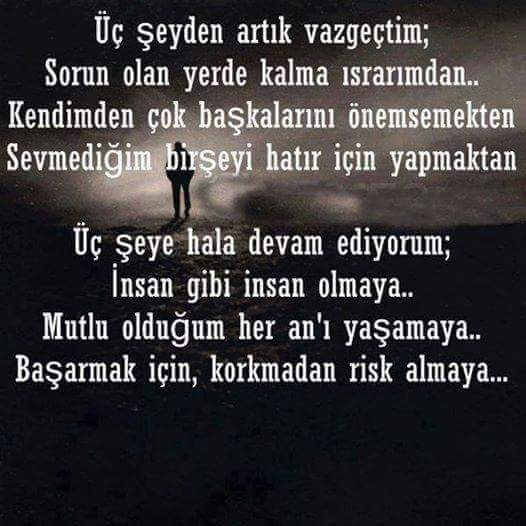 Üç şeyden artık vazgeçtim;
Sorun olan yerde kalma ısrarımdan..
Kendimden çok başkalarını önemsemekten
Sevmediğim birşeyi hatır için yapmaktan
Üç şeye hala devam ediyorum;
İnsan gibi insan olmaya..
Mutlu olduğum her an'ı yaşamaya..
Başarmak için, korkmadan risk almaya...